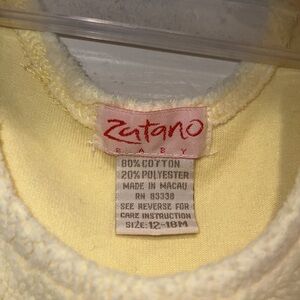 Zutano
BABY
80% COTTON
20% POLYESTER
MADE IN MACAU
RN 83338
SEE REVERSE FOR
CARE INSTRUCTION
SIZE: 12-18M